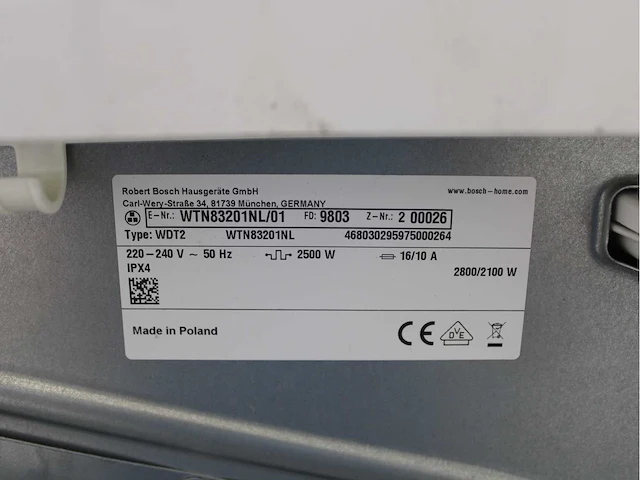 Robert Bosch Hausgeräte GmbH www.bosch-home.com
Carl-Wery-Straße 34, 81739 München, GERMANY
E-Nr.: WTN83201NL/01 FD: 9803 Z-Nr.: 2 00026
Type: WDT2 WTN83201NL 468030295975000264
220-240 V ~ 50 Hz 2500 W 16/10 A
IPX4 2800/2100 W
Made in Poland CE DVE